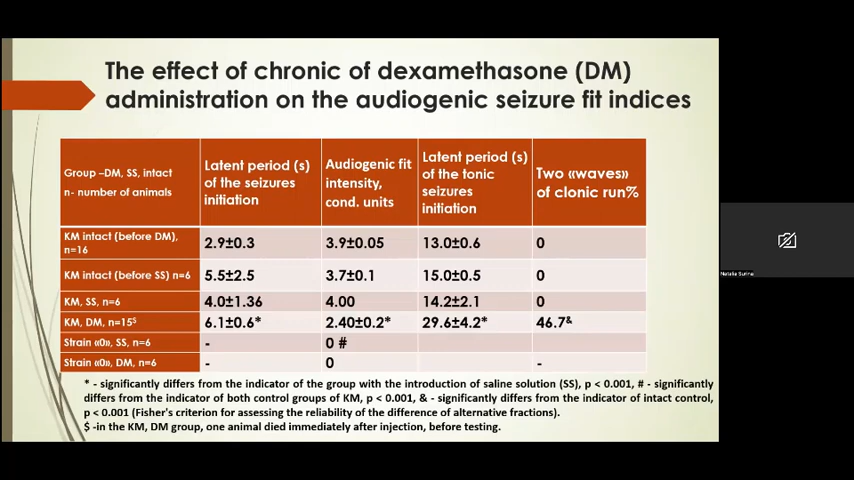 The effect of chronic of dexamethasone (DM)
administration on the audiogenic seizure fit indices
Group –DM, SS, intact
n- number of animals
Latent period (s)
of the seizures
initiation
Audiogenic fit
intensity,
cond. units
Latent period (s)
of the tonic
seizures
initiation
Two «waves»
of clonic run%
KM intact (before DM),
n=16
2.9±0.3
3.9±0.05
13.0±0.6
0
KM intact (before SS) n=6
5.5±2.5
3.7±0.1
15.0±0.5
0
KM, SS, n=6
4.0±1.36
4.00
14.2±2.1
0
KM, DM, n=15$
6.1±0.6*
2.40±0.2*
29.6±4.2*
46.7&
Strain «0», SS, n=6
-
0 #
Strain «0», DM, n=6
-
0
-
* - significantly differs from the indicator of the group with the introduction of saline solution (SS), p < 0.001, # - significantly
differs from the indicator of both control groups of KM, p < 0.001, & - significantly differs from the indicator of intact control,
p < 0.001 (Fisher's criterion for assessing the reliability of the difference of alternative fractions).
$ -in the KM, DM group, one animal died immediately after injection, before testing.